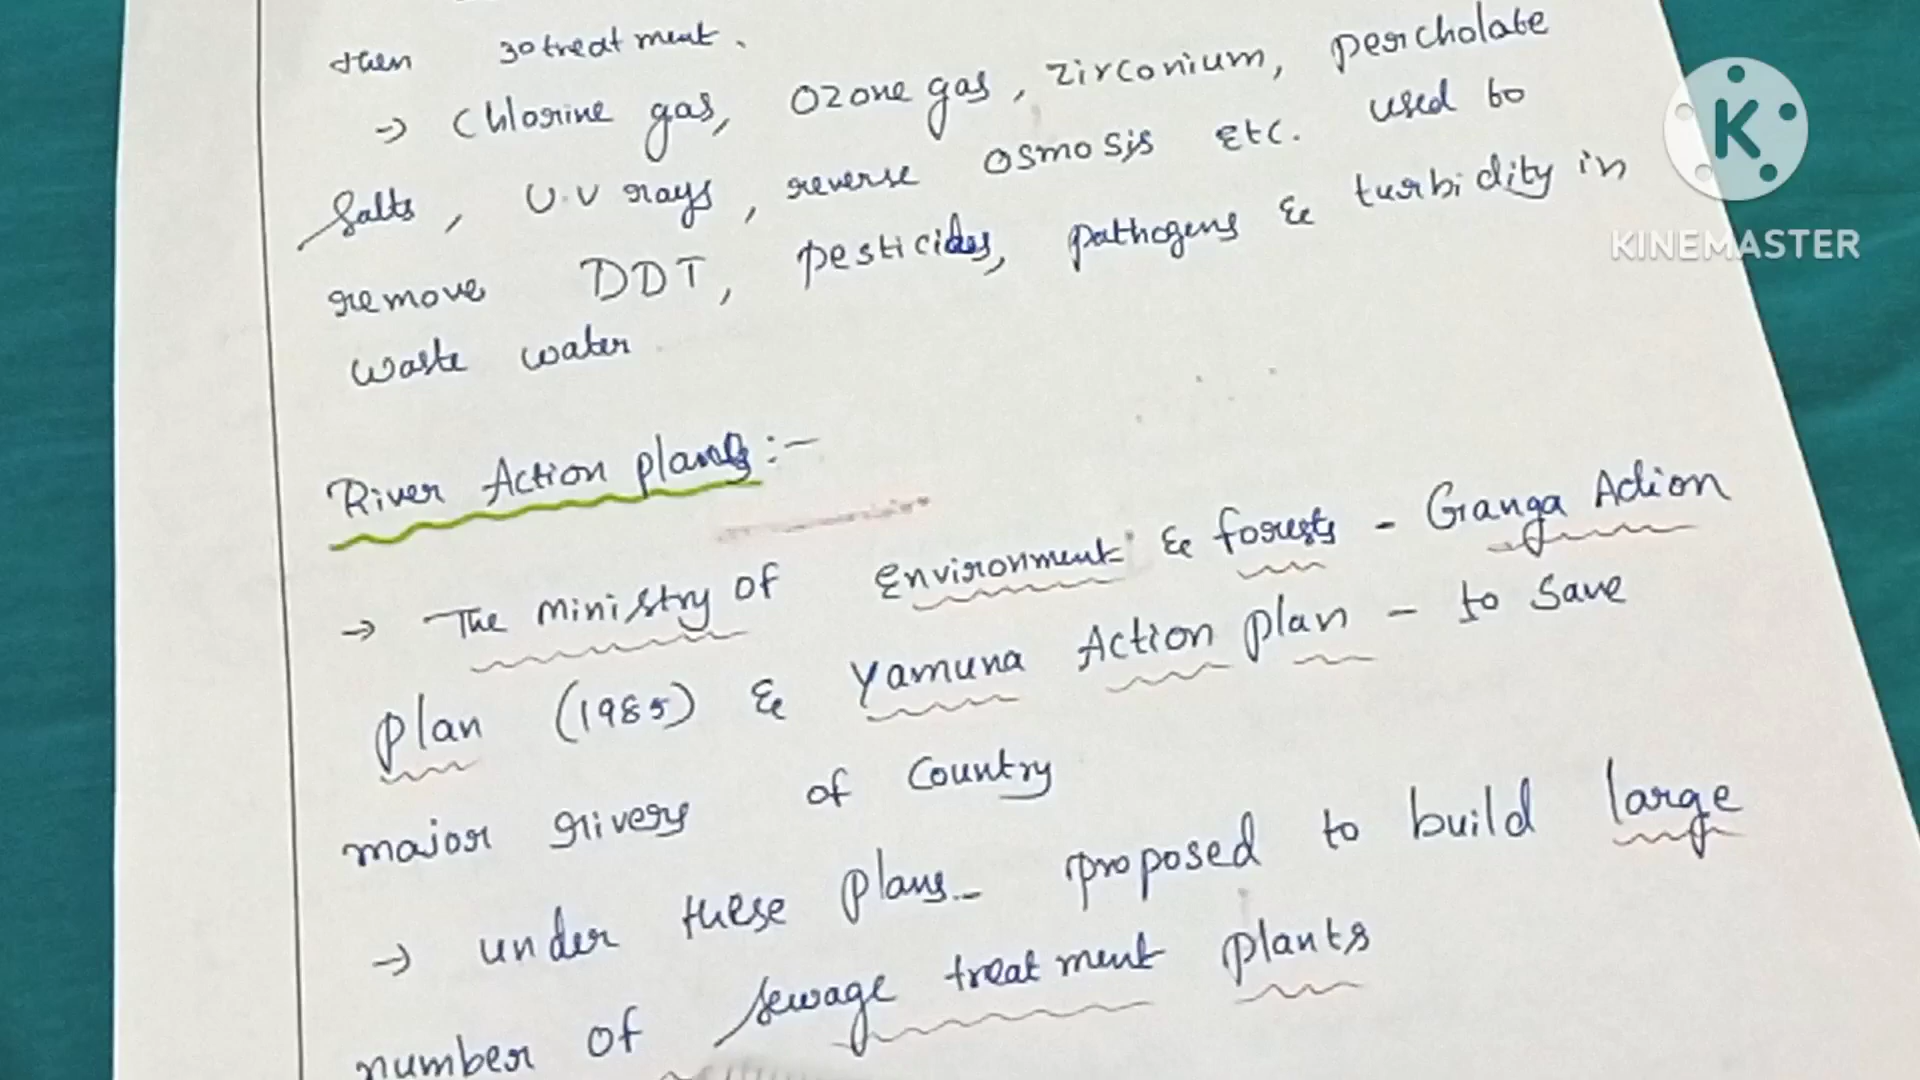 then 3° treatment.
→ Chlorine gas, Ozone gas, zirconium, percholate
salts, U.V rays, reverse osmosis etc. used to
remove DDT, pesticides, pathogens & turbidity in
waste water
River Action plans :-
→ The ministry of Environment & forests - Ganga Action
plan (1985) & Yamuna Action plan - to save
major rivers of Country
→ under these plans - proposed to build large
number of sewage treatment plants
K
KINEMASTER